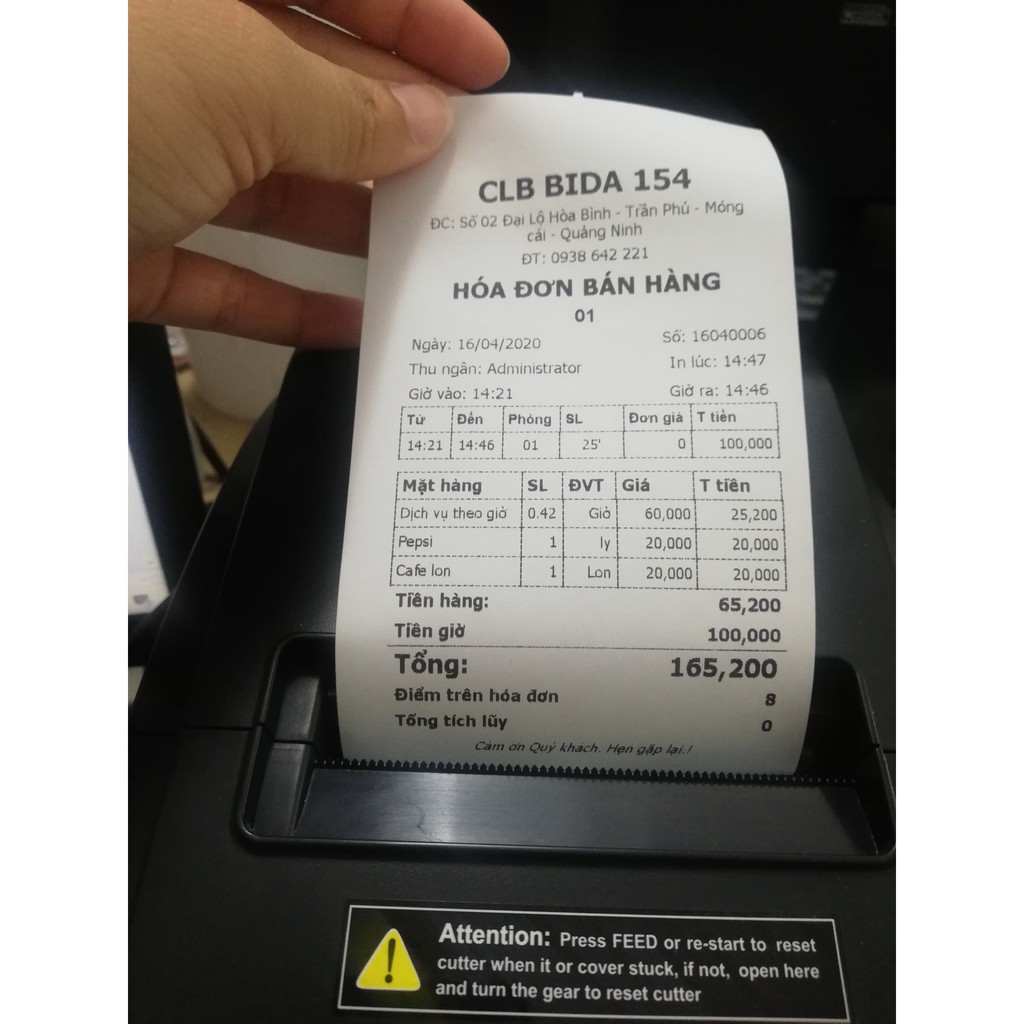 CLB BIDA 154
ĐC: Số 02 Đại Lộ Hòa Bình - Trần Phú - Móng
cái - Quảng Ninh
ĐT: 0938 642 221
HÓA ĐƠN BÁN HÀNG
01
Ngày: 16/04/2020 Số: 16040006
Thu ngân: Administrator In lúc: 14:47
Giờ vào: 14:21 Giờ ra: 14:46
Từ Đến Phòng SL Đơn giá T tiền
14:21 14:46 01 25' 0 100,000
Mặt hàng SL ĐVT Giá T tiền
Dịch vụ theo giờ 0.42 Giờ 60,000 25,200
Pepsi 1 ly 20,000 20,000
Cafe lon 1 Lon 20,000 20,000
Tiền hàng: 65,200
Tiền giờ 100,000
Tổng: 165,200
Điểm trên hóa đơn 8
Tổng tích lũy 0
Cảm ơn Quý khách. Hẹn gặp lại.!
Attention: Press FEED or re-start to reset
cutter when it or cover stuck, if not, open here
and turn the gear to reset cutter